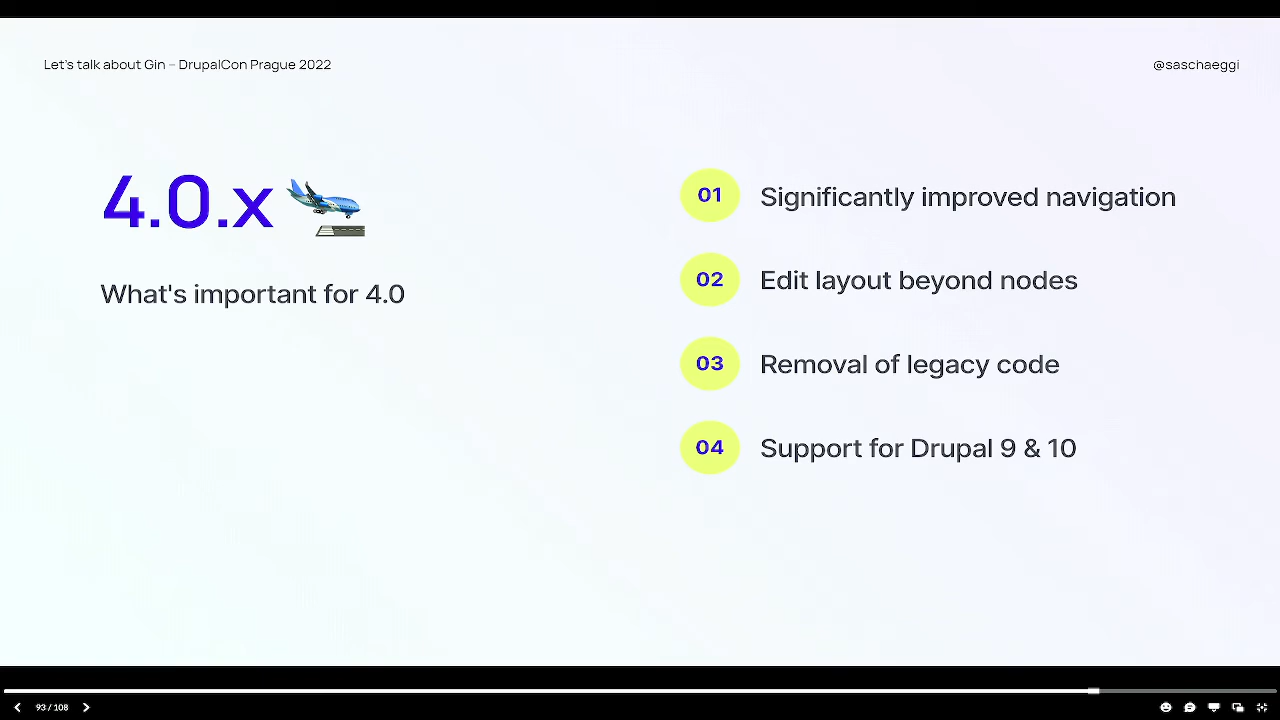 Let's talk about Gin – DrupalCon Prague 2022
@saschaeggi
4.0.x
What's important for 4.0
01 Significantly improved navigation
02 Edit layout beyond nodes
03 Removal of legacy code
04 Support for Drupal 9 & 10
93 / 108